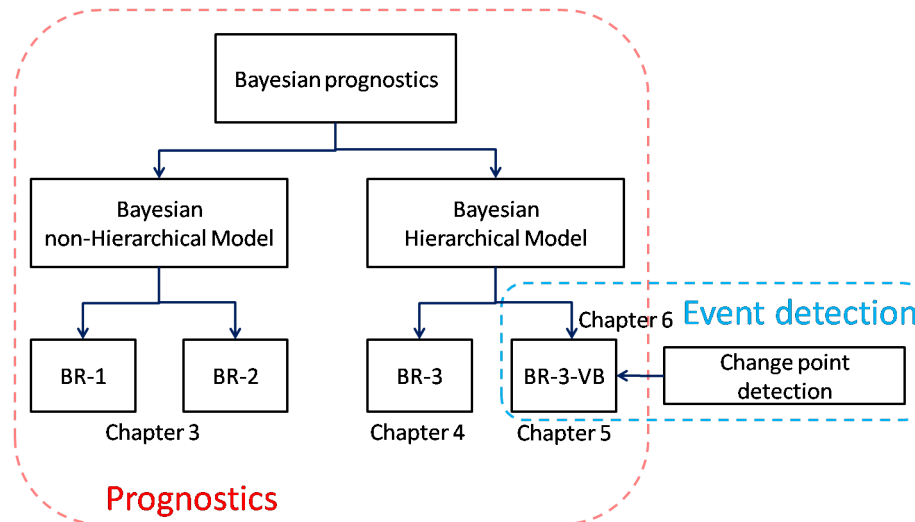 Bayesian prognostics
Bayesian
non-Hierarchical Model
Bayesian
Hierarchical Model
Chapter 6
Event detection
BR-1
BR-2
BR-3
BR-3-VB
Change point
detection
Chapter 3
Chapter 4
Chapter 5
Prognostics